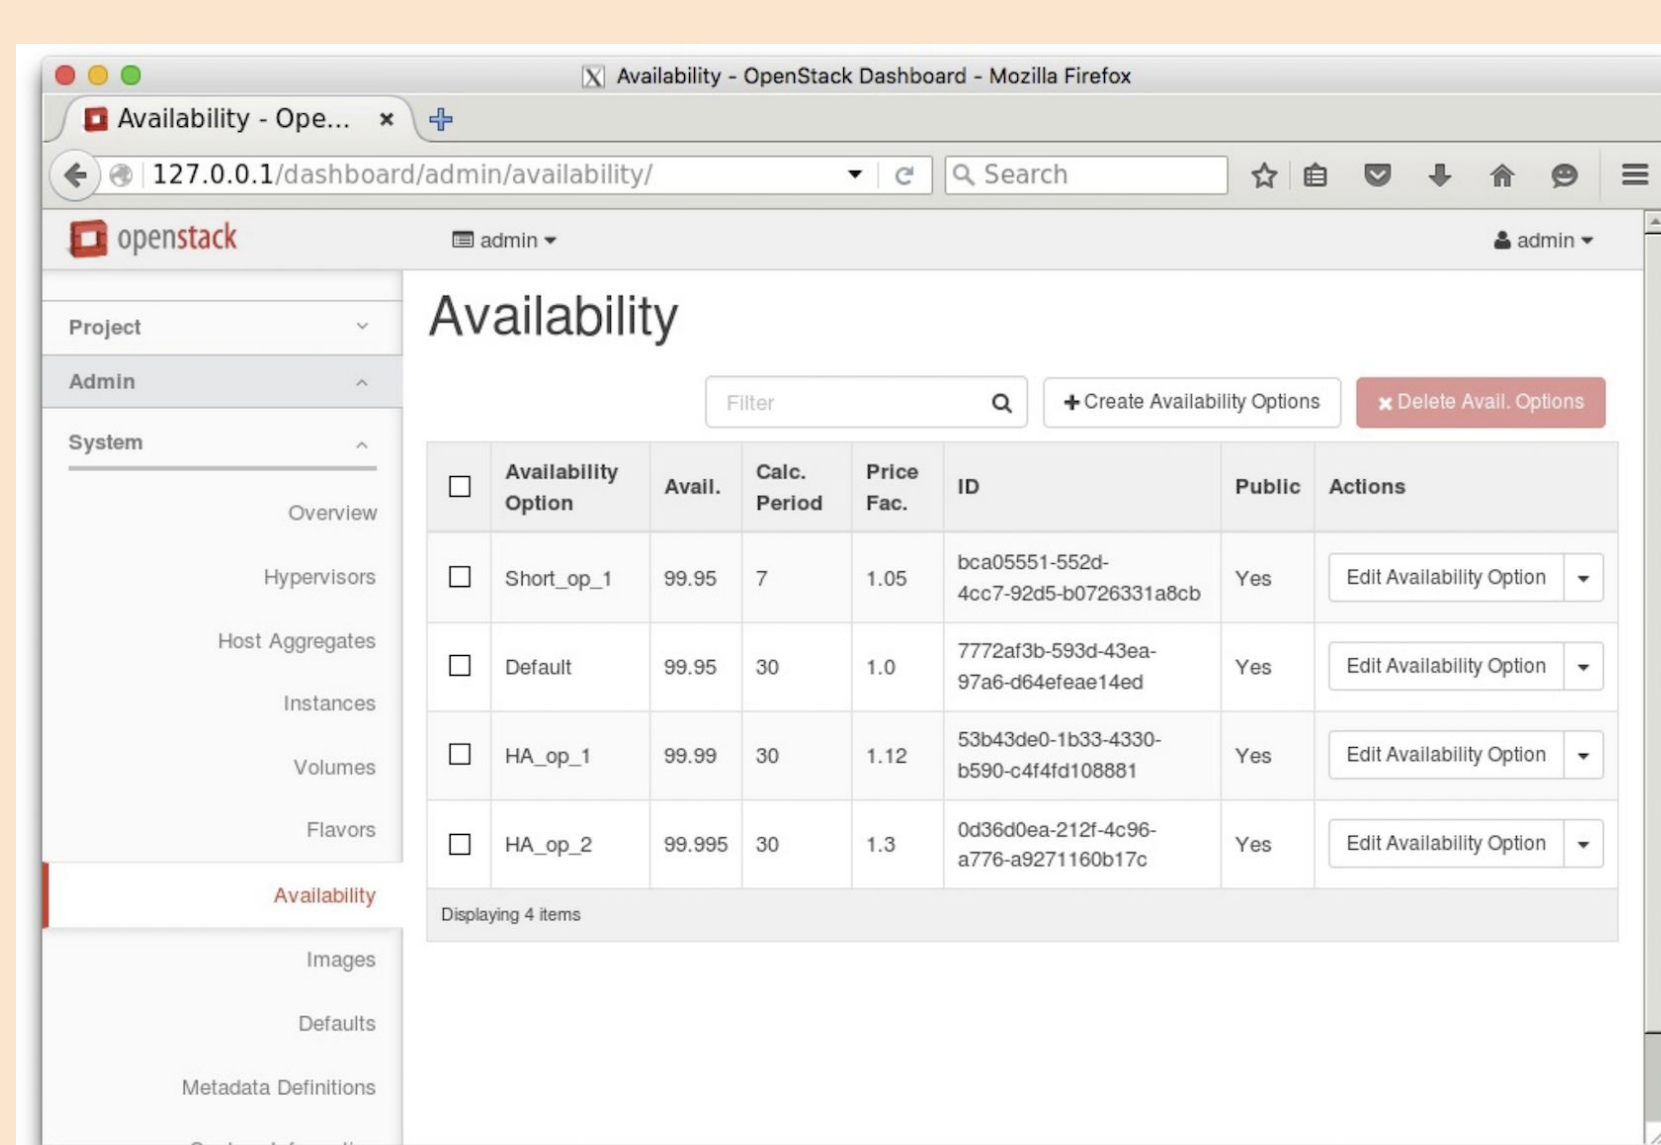 Availability - OpenStack Dashboard - Mozilla Firefox
Availability - Ope...
127.0.0.1/dashboard/admin/availability/
Search
openstack
admin
admin
Project
Admin
System
Overview
Hypervisors
Host Aggregates
Instances
Volumes
Flavors
Availability
Images
Defaults
Metadata Definitions
Availability
Filter
Create Availability Options
Delete Avail. Options
Availability Option Avail. Calc. Period Price Fac. ID Public Actions
Short_op_1 99.95 7 1.05 bca05551-552d-4cc7-92d5-b0726331a8cb Yes Edit Availability Option
Default 99.95 30 1.0 7772af3b-593d-43ea-97a6-d64efeae14ed Yes Edit Availability Option
HA_op_1 99.99 30 1.12 53b43de0-1b33-4330-b590-c4f4fd108881 Yes Edit Availability Option
HA_op_2 99.995 30 1.3 0d36d0ea-212f-4c96-a776-a9271160b17c Yes Edit Availability Option
Displaying 4 items